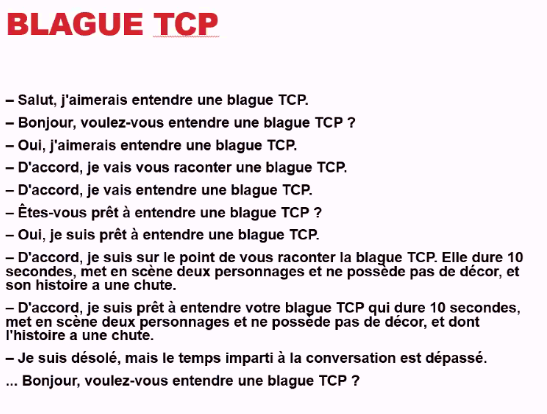 BLAGUE TCP
– Salut, j'aimerais entendre une blague TCP.
– Bonjour, voulez-vous entendre une blague TCP ?
– Oui, j'aimerais entendre une blague TCP.
– D'accord, je vais vous raconter une blague TCP.
– D'accord, je vais entendre une blague TCP.
– Êtes-vous prêt à entendre une blague TCP ?
– Oui, je suis prêt à entendre une blague TCP.
– D'accord, je suis sur le point de vous raconter la blague TCP. Elle dure 10
secondes, met en scène deux personnages et ne possède pas de décor, et
son histoire a une chute.
– D'accord, je suis prêt à entendre votre blague TCP qui dure 10 secondes,
met en scène deux personnages et ne possède pas de décor, et dont
l'histoire a une chute.
– Je suis désolé, mais le temps imparti à la conversation est dépassé.
... Bonjour, voulez-vous entendre une blague TCP ?